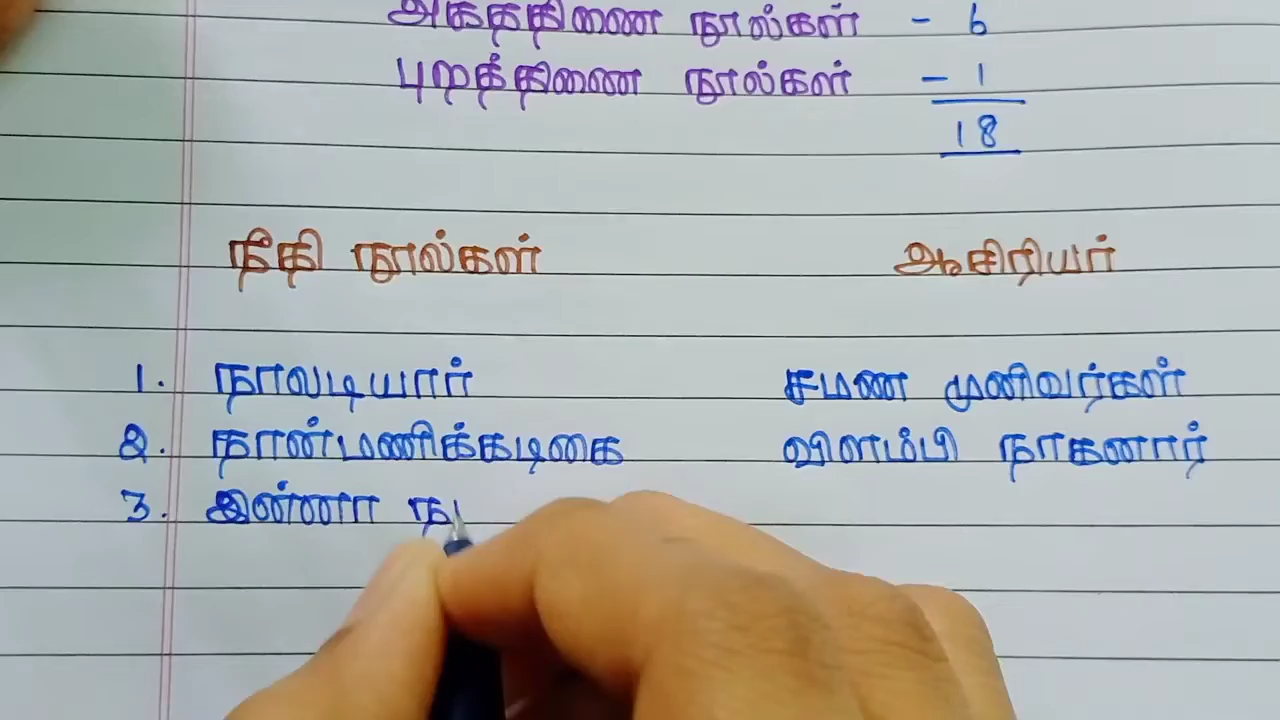 அகத்திணை நூல்கள் - 6
புறத்திணை நூல்கள் - 1
18
நீதி நூல்கள் ஆசிரியர்
1. நாலடியார் சமண முனிவர்கள்
2. நான்மணிக்கடிகை விளம்பி நாகனார்
3. இன்னா ந